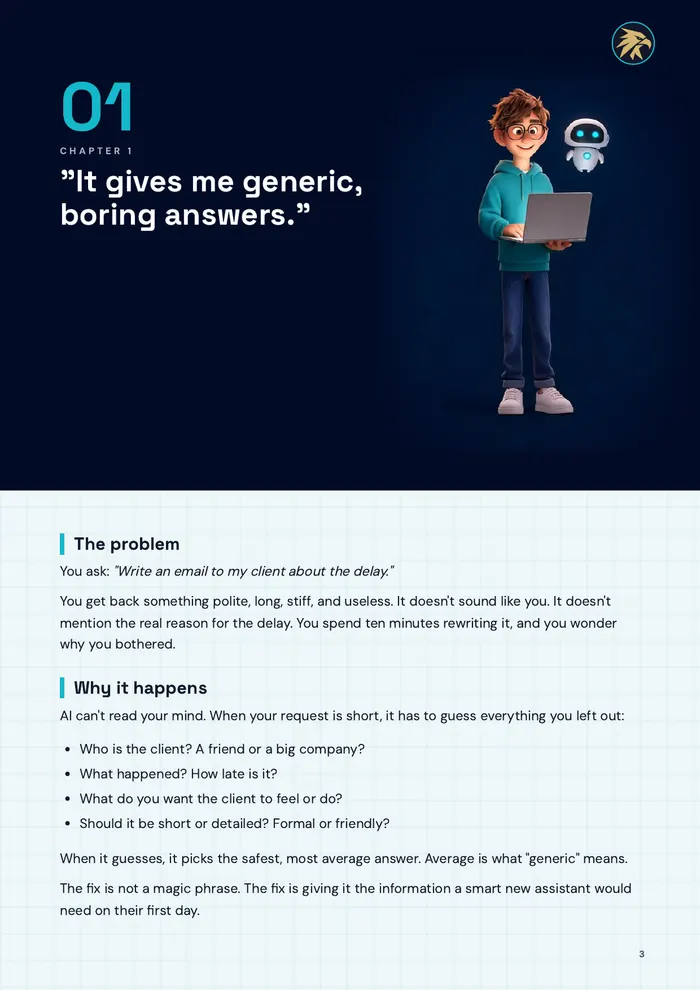 01
CHAPTER 1
”It gives me generic,
boring answers.”
The problem
You ask: "Write an email to my client about the delay."
You get back something polite, long, stiff, and useless. It doesn't sound like you. It doesn't
mention the real reason for the delay. You spend ten minutes rewriting it, and you wonder
why you bothered.
Why it happens
AI can't read your mind. When your request is short, it has to guess everything you left out:
• Who is the client? A friend or a big company?
• What happened? How late is it?
• What do you want the client to feel or do?
• Should it be short or detailed? Formal or friendly?
When it guesses, it picks the safest, most average answer. Average is what "generic" means.
The fix is not a magic phrase. The fix is giving it the information a smart new assistant would
need on their first day.
3